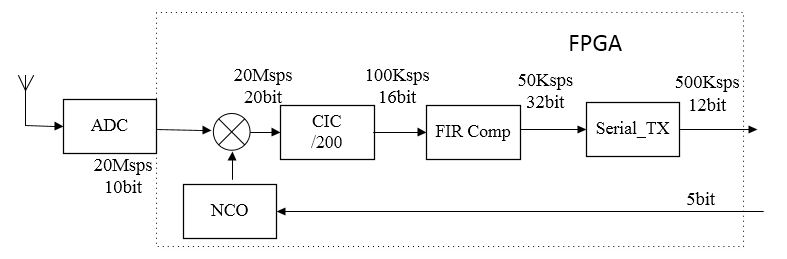 FPGA
20Msps
20bit
100Ksps
16bit
50Ksps
32bit
500Ksps
12bit
ADC
CIC
/200
FIR Comp
Serial_TX
20Msps
10bit
NCO
5bit